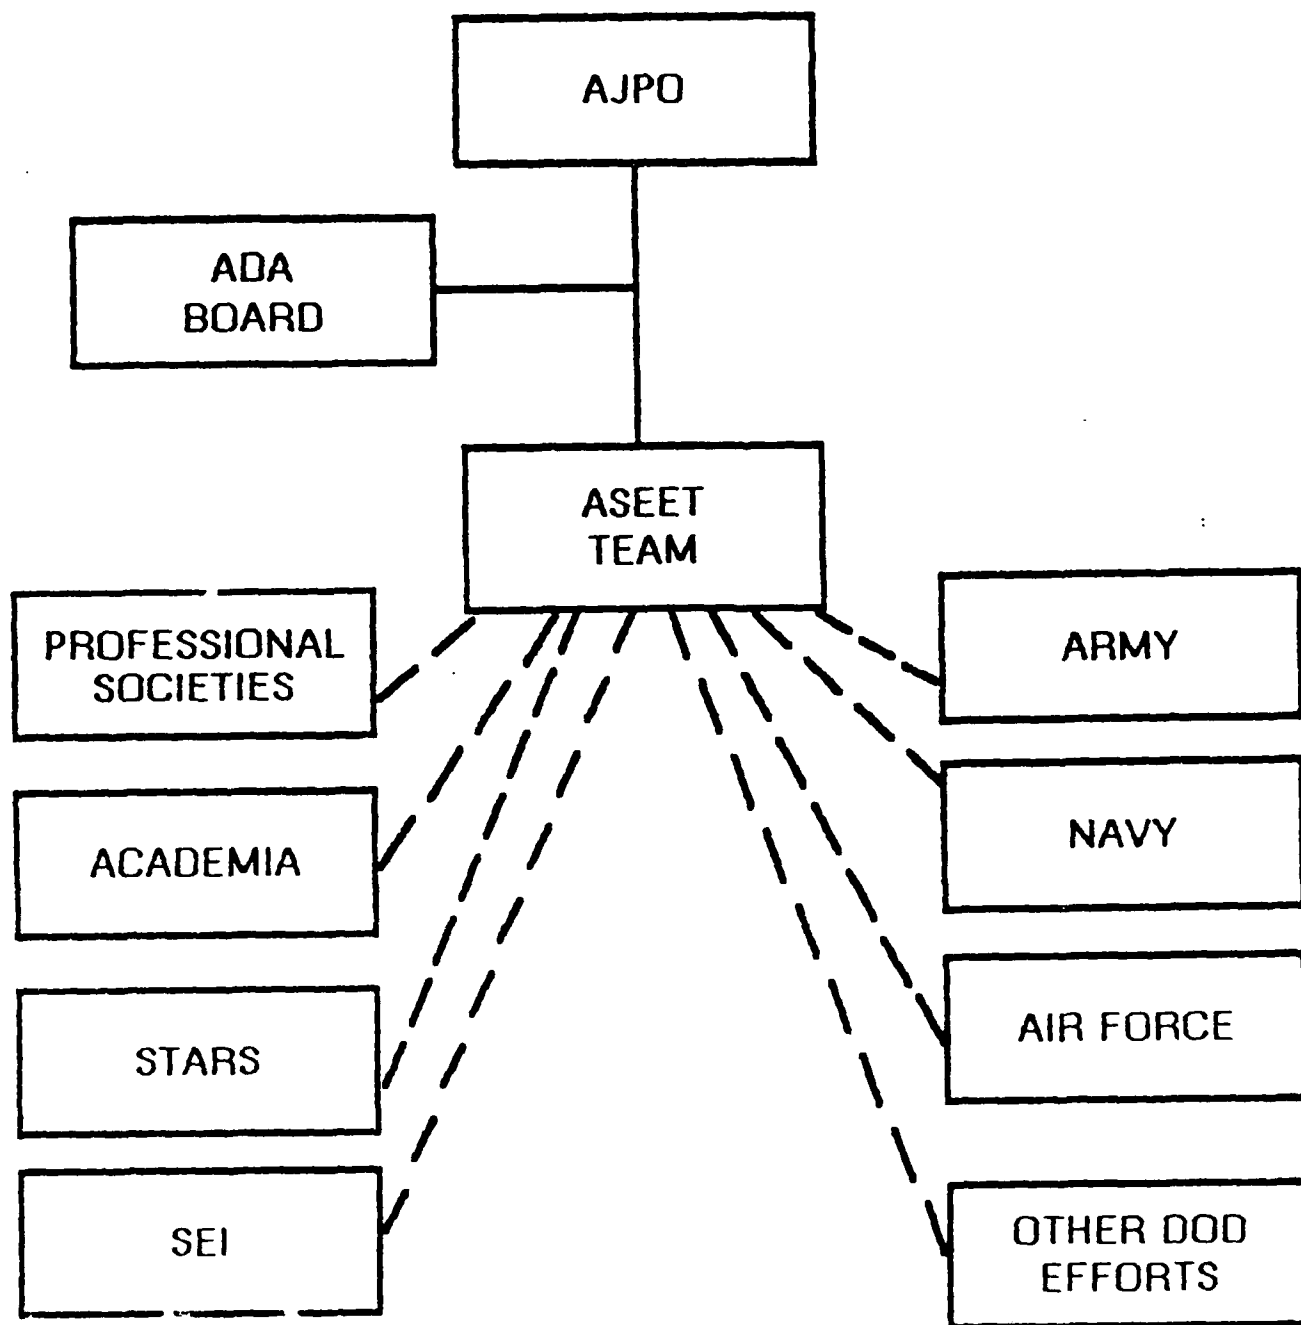 AJPO
ADA
BOARD
ASEET
TEAM
PROFESSIONAL
SOCIETIES
ACADEMIA
STARS
SEI
ARMY
NAVY
AIR FORCE
OTHER DOD
EFFORTS